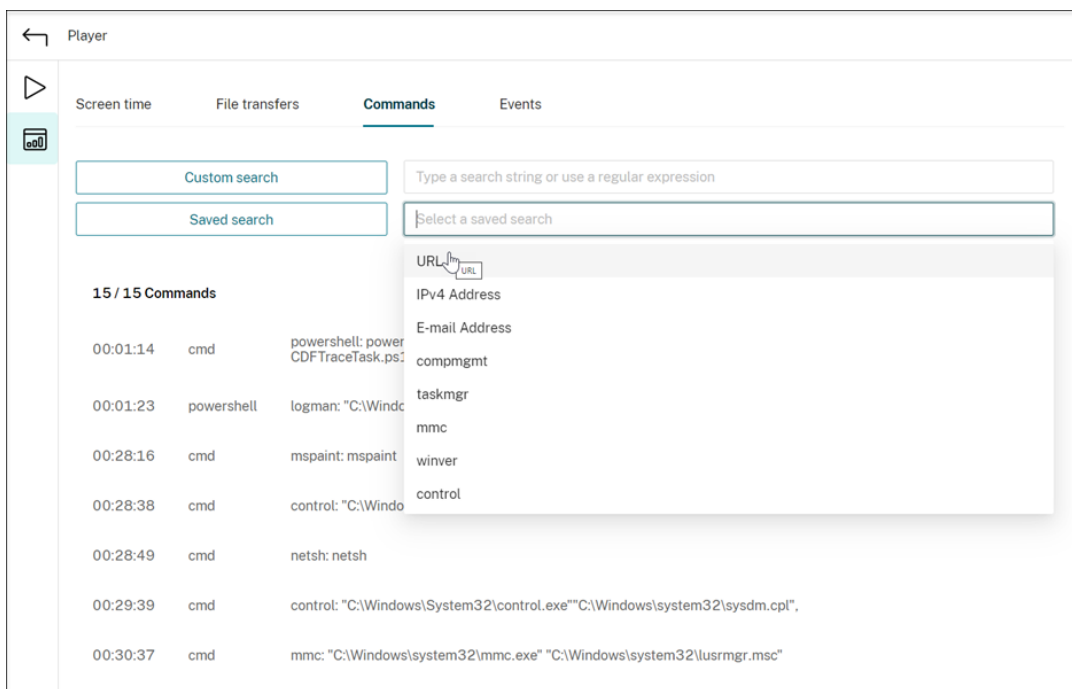 Player
Screen time File transfers Commands Events
Custom search Type a search string or use a regular expression
Saved search Select a saved search
URL URL
15 / 15 Commands
IPv4 Address
E-mail Address
00:01:14 cmd powershell: power
CDFTraceTask.ps1
compmgmt
taskmgr
00:01:23 powershell logman: "C:\Windo
mmc
00:28:16 cmd mspaint: mspaint
winver
control
00:28:38 cmd control: "C:\Windo
00:28:49 cmd netsh: netsh
00:29:39 cmd control: "C:\Windows\System32\control.exe""C:\Windows\system32\sysdm.cpl",
00:30:37 cmd mmc: "C:\Windows\system32\mmc.exe" "C:\Windows\system32\lusrmgr.msc"